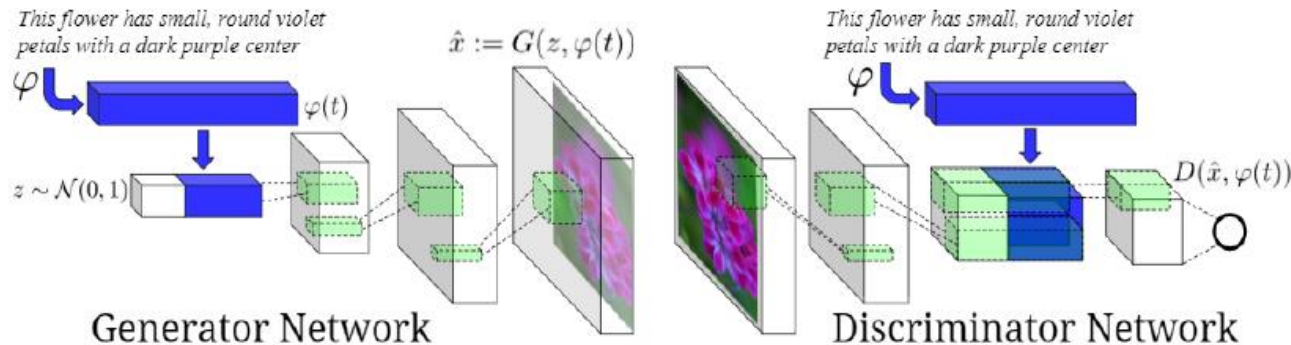 This flower has small, round violet
petals with a dark purple center
φ
φ(t)
z ~ 𝒩(0, 1)
x̂ := G(z, φ(t))
Generator Network
This flower has small, round violet
petals with a dark purple center
φ
D(x̂, φ(t))
Discriminator Network